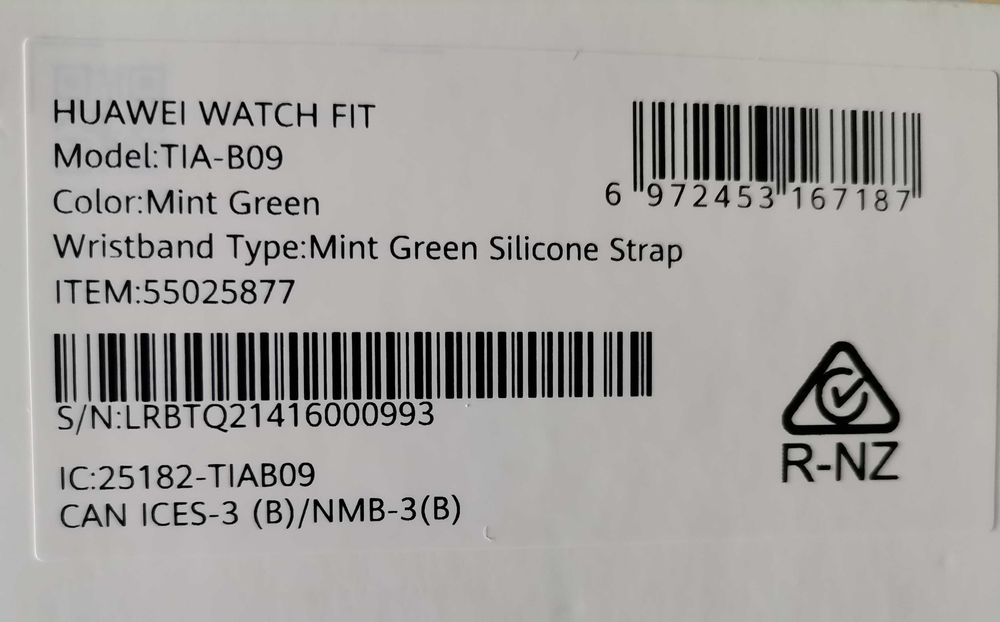 HUAWEI WATCH FIT
Model:TIA-B09
Color:Mint Green
Wristband Type:Mint Green Silicone Strap
ITEM:55025877
6 972453 167187
S/N:LRBTQ21416000993
IC:25182-TIAB09
CAN ICES-3 (B)/NMB-3(B)
R-NZ